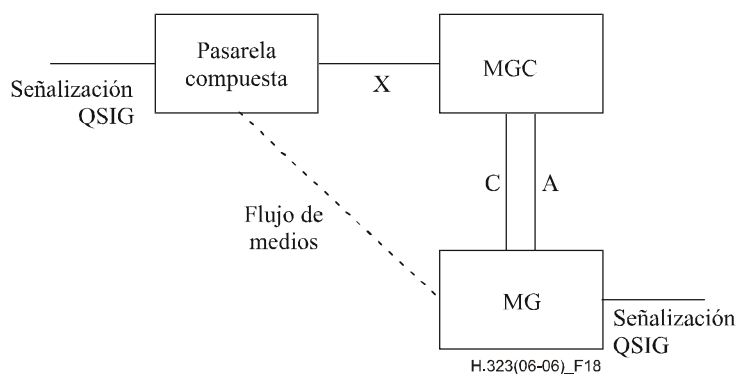 Pasarela
compuesta
MGC
Señalización
QSIG
X
C
A
Flujo de
medios
MG
Señalización
QSIG
H.323(06-06)_F18